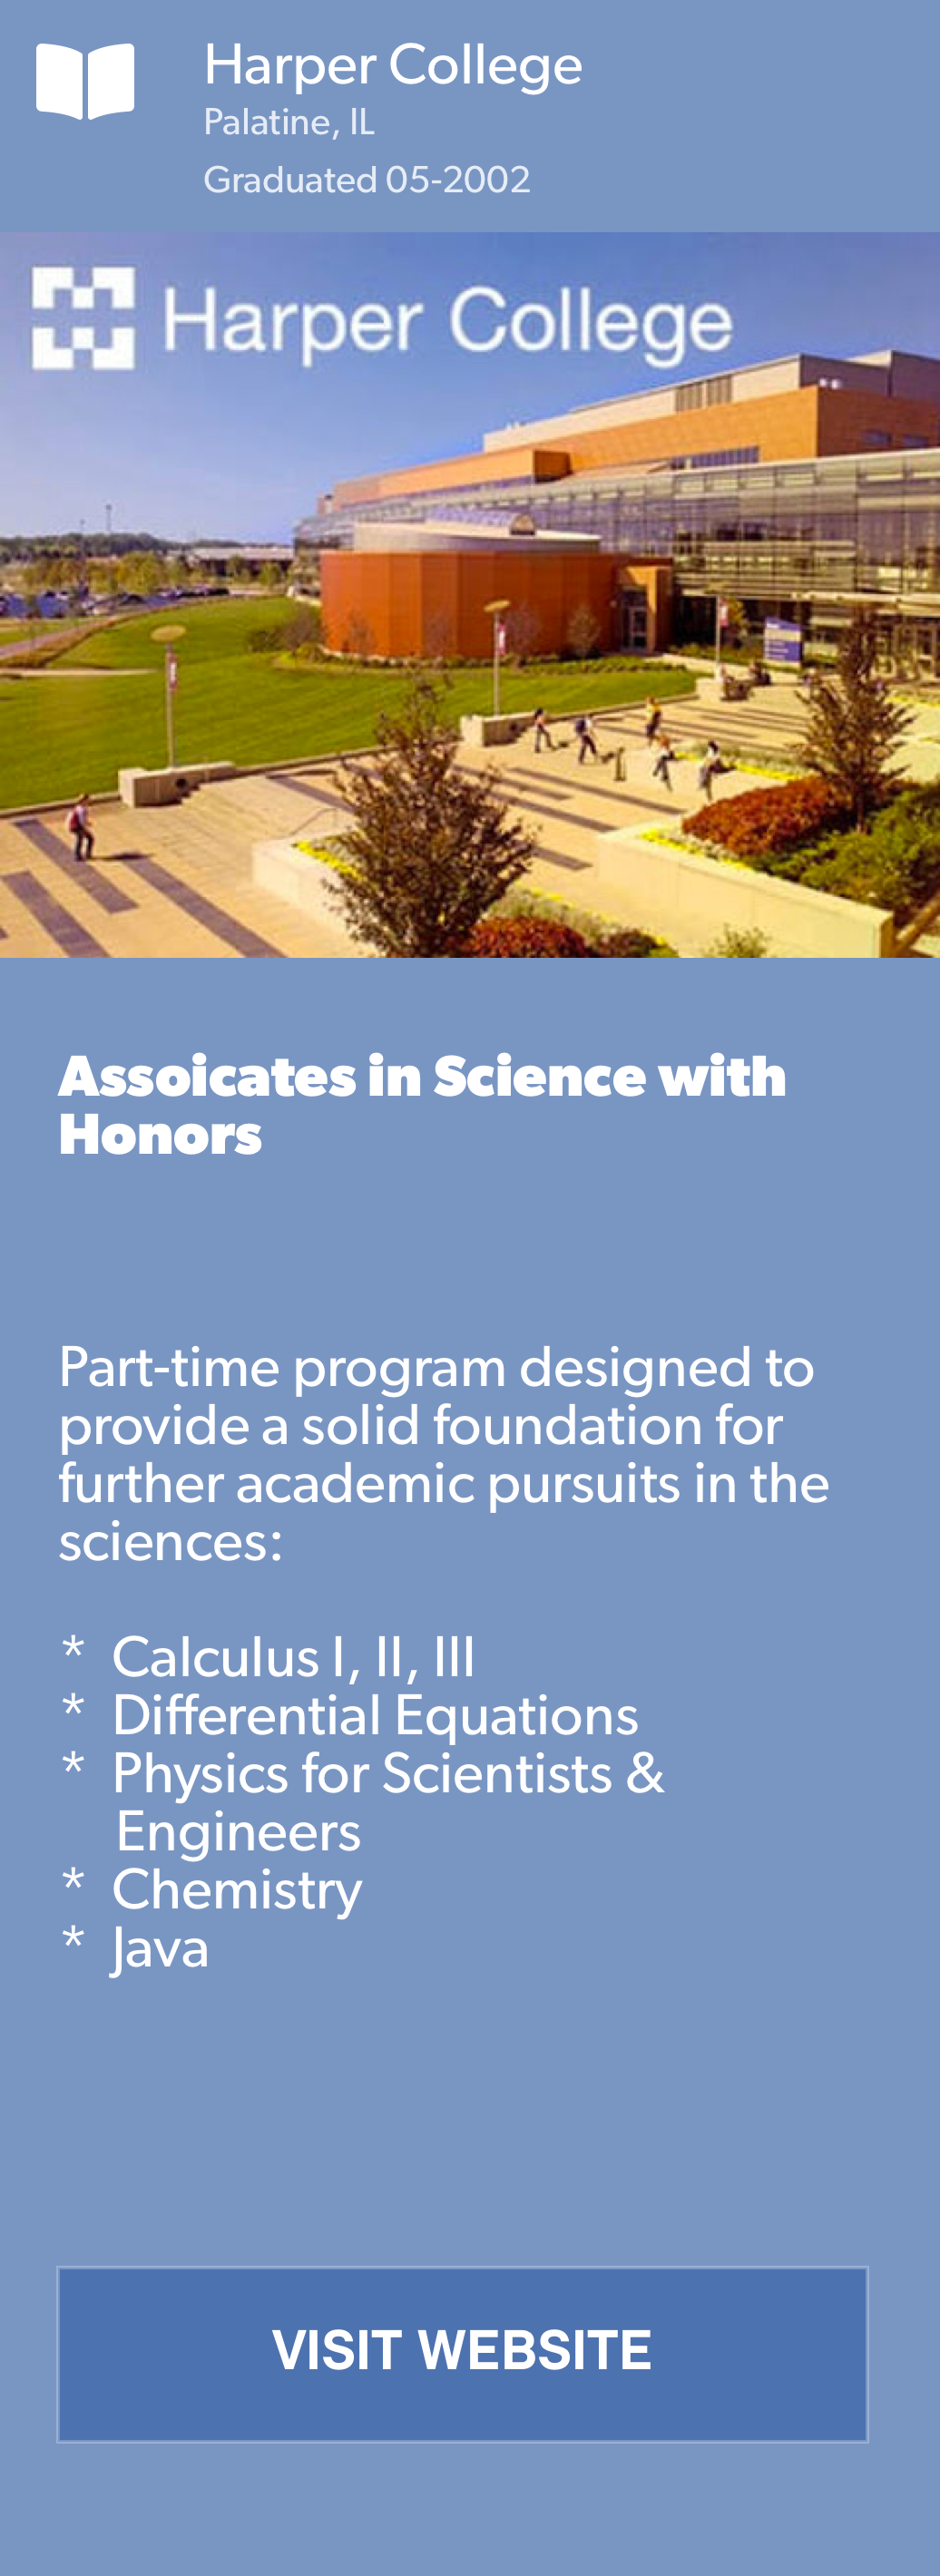 Harper College
Palatine, IL
Graduated 05-2002
Harper College
Assoicates in Science with
Honors
Part-time program designed to
provide a solid foundation for
further academic pursuits in the
sciences:
* Calculus I, II, III
* Differential Equations
* Physics for Scientists &
Engineers
* Chemistry
* Java
VISIT WEBSITE